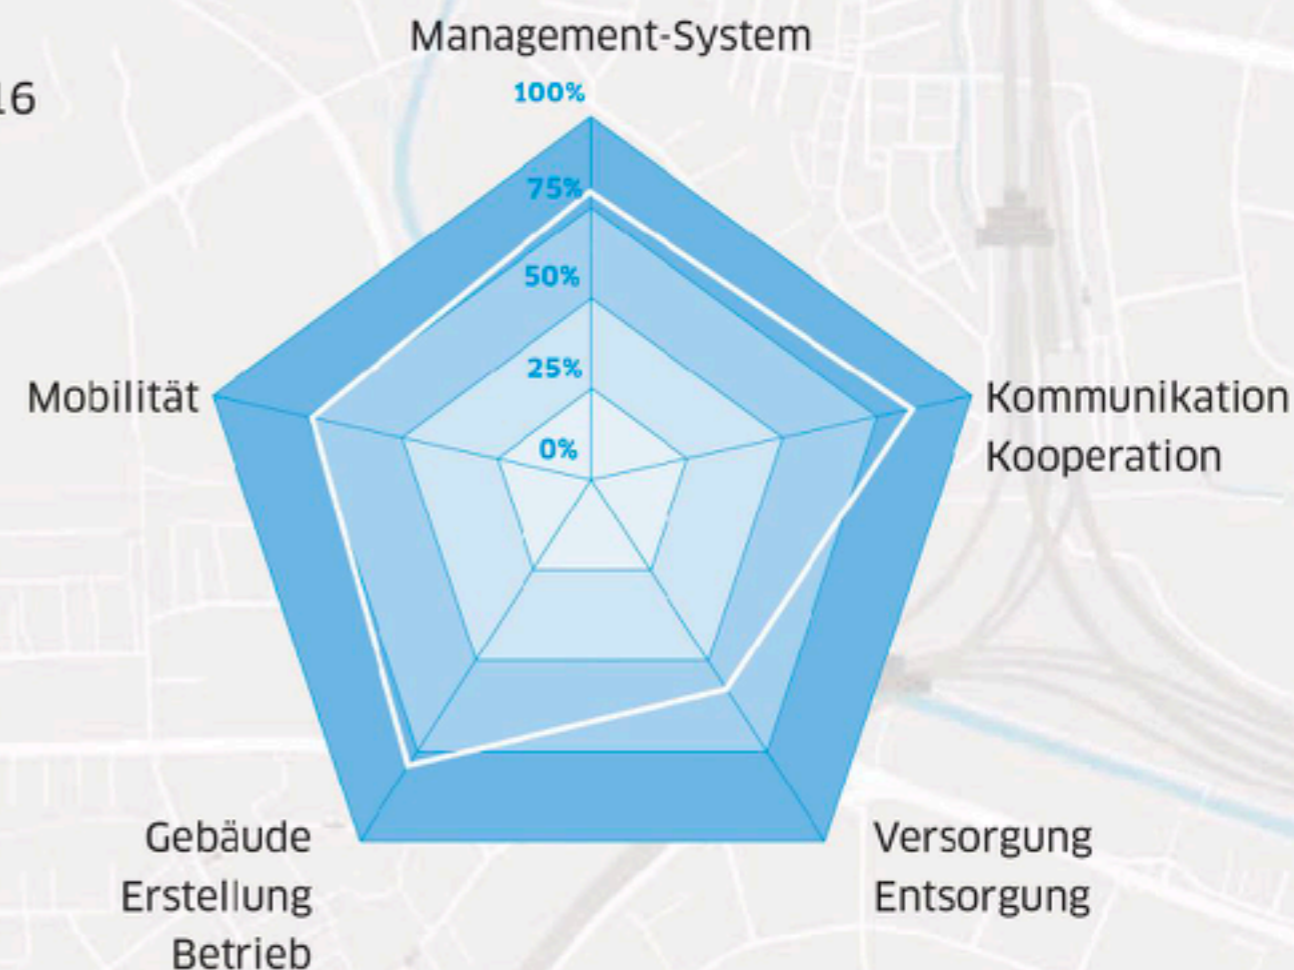 Management-System
16
100%
75%
50%
25%
0%
Mobilität
Kommunikation
Kooperation
Gebäude
Erstellung
Betrieb
Versorgung
Entsorgung